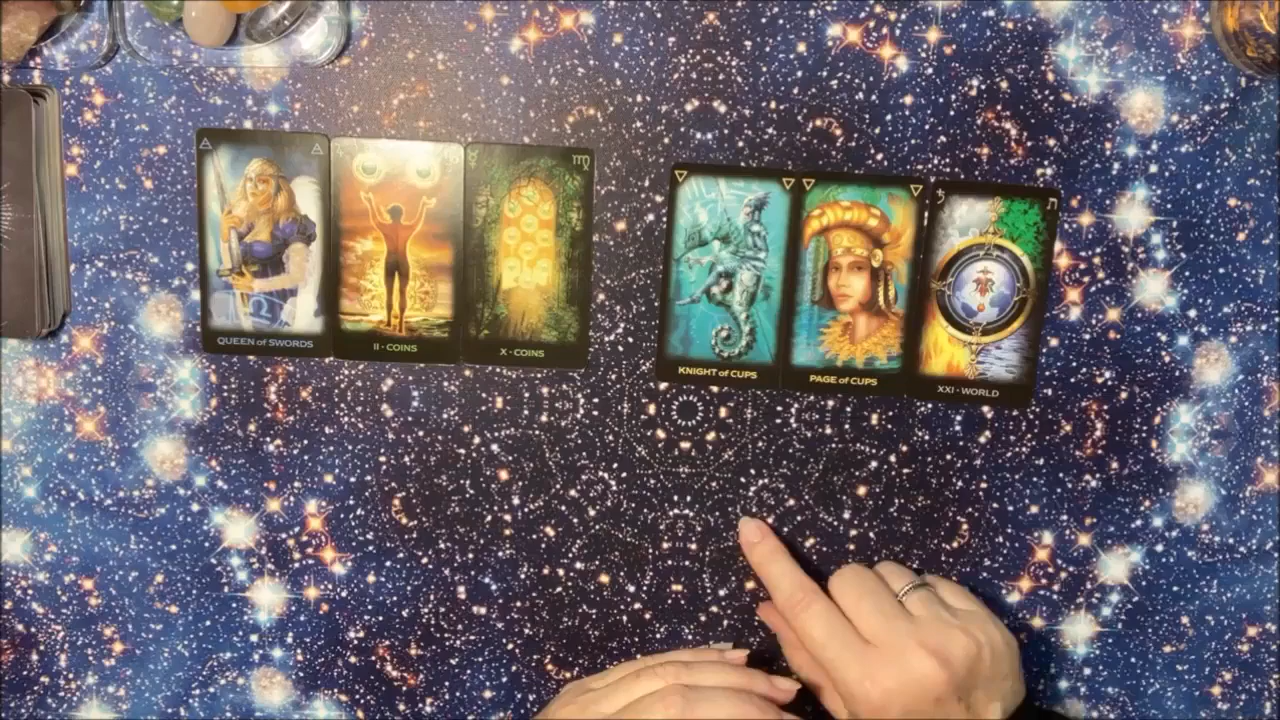 QUEEN of SWORDS
II • COINS
X • COINS
KNIGHT of CUPS
PAGE of CUPS
XXI • WORLD